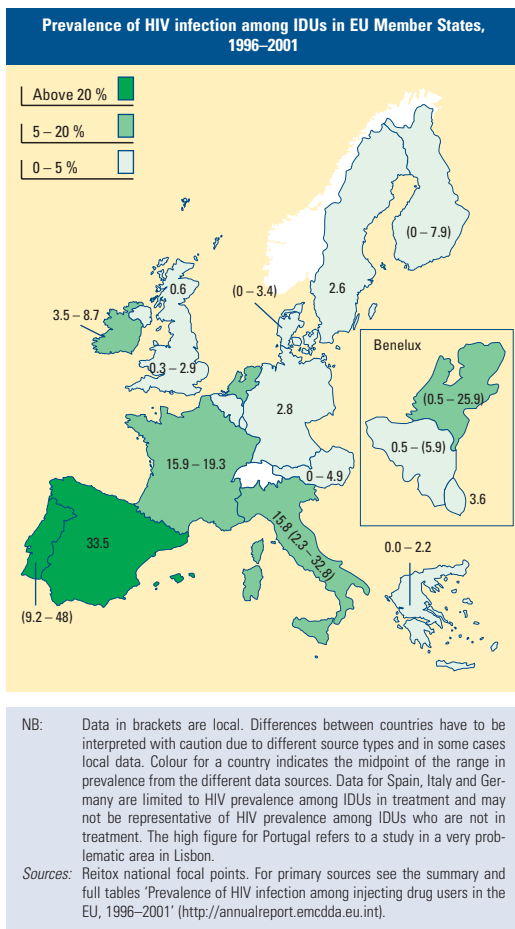 Prevalence of HIV infection among IDUs in EU Member States,
1996–2001
Above 20 %
5 – 20 %
0 – 5 %
(0 – 7.9)
0.6
(0 – 3.4)
2.6
3.5 – 8.7
Benelux
0.3 – 2.9
(0.5 – 25.9)
2.8
0.5 – (5.9)
15.9 – 19.3
0 – 4.9
3.6
15.8 (2.3 – 32.8)
33.5
0.0 – 2.2
(9.2 – 48)
NB: Data in brackets are local. Differences between countries have to be
interpreted with caution due to different source types and in some cases
local data. Colour for a country indicates the midpoint of the range in
prevalence from the different data sources. Data for Spain, Italy and Ger-
many are limited to HIV prevalence among IDUs in treatment and may
not be representative of HIV prevalence among IDUs who are not in
treatment. The high figure for Portugal refers to a study in a very prob-
lematic area in Lisbon.
Sources: Reitox national focal points. For primary sources see the summary and
full tables ‘Prevalence of HIV infection among injecting drug users in the
EU, 1996–2001’ (http://annualreport.emcdda.eu.int).